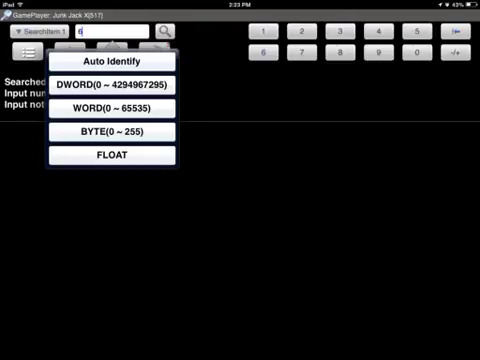 iPad
2:23 PM
43%
GamePlayer: Junk Jack X[517]
SearchItem 1
6
1 2 3 4 5
6 7 8 9 0 -/+
Auto Identify
DWORD(0 ~ 4294967295)
WORD(0 ~ 65535)
BYTE(0 ~ 255)
FLOAT
Searched
Input num
Input not